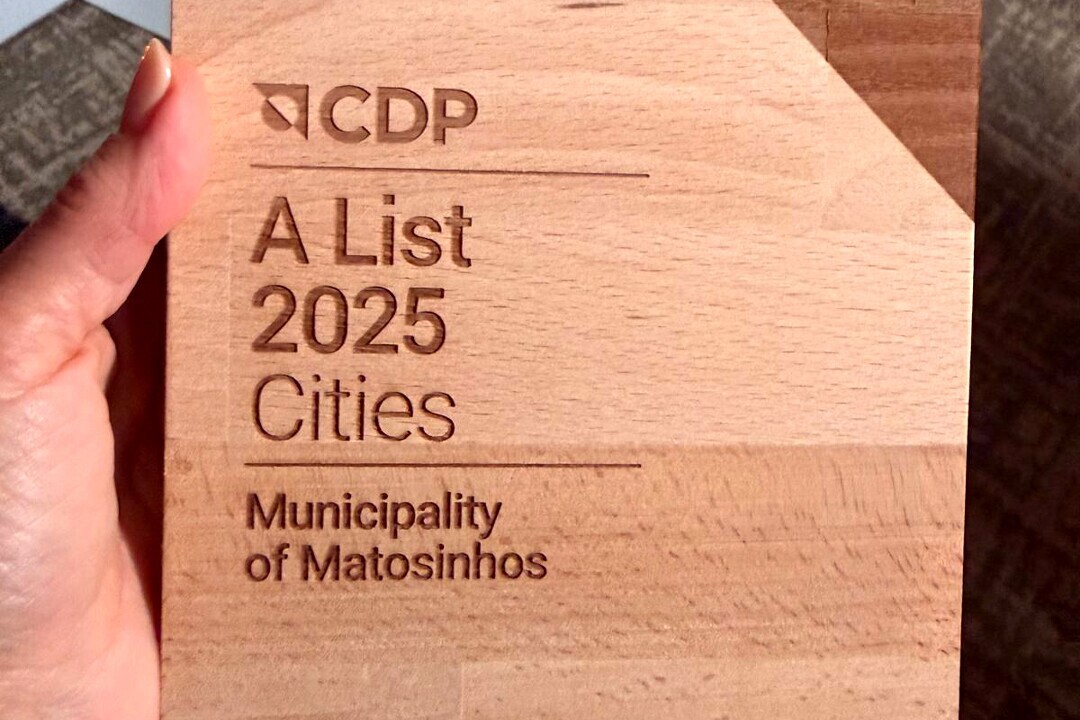 CDP
A List
2025
Cities
Municipality
of Matosinhos